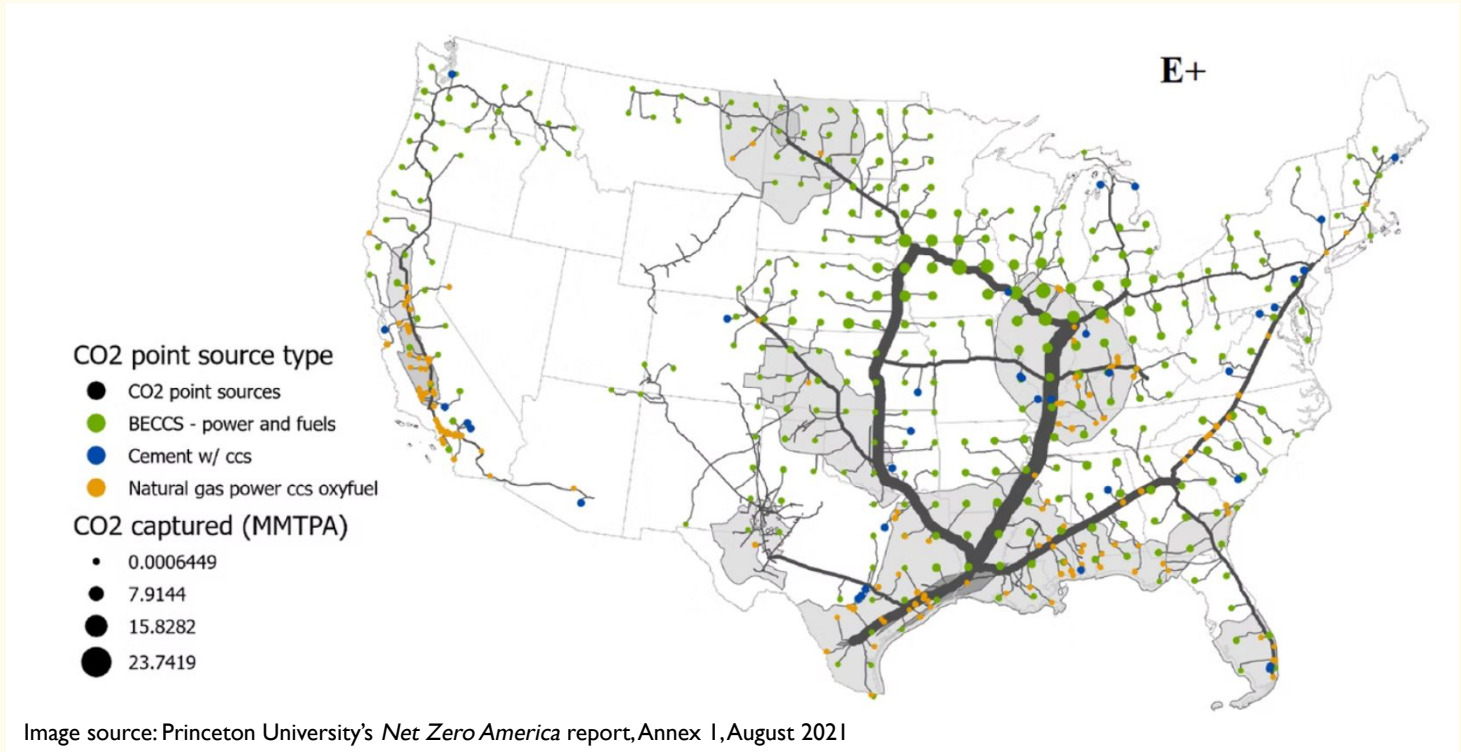 E+
CO2 point source type
CO2 point sources
BECCS - power and fuels
Cement w/ ccs
Natural gas power ccs oxyfuel
CO2 captured (MMTPA)
0.0006449
7.9144
15.8282
23.7419
Image source: Princeton University's Net Zero America report, Annex 1, August 2021